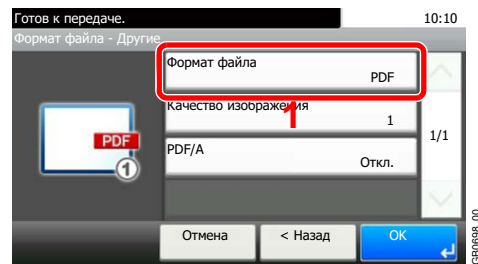 Готов к передаче.
10:10
Формат файла - Другие
Формат файла
PDF
Качество изображения
1
1
1/1
PDF
1
PDF/A
Откл.
Отмена
< Назад
OK
GB0698_00